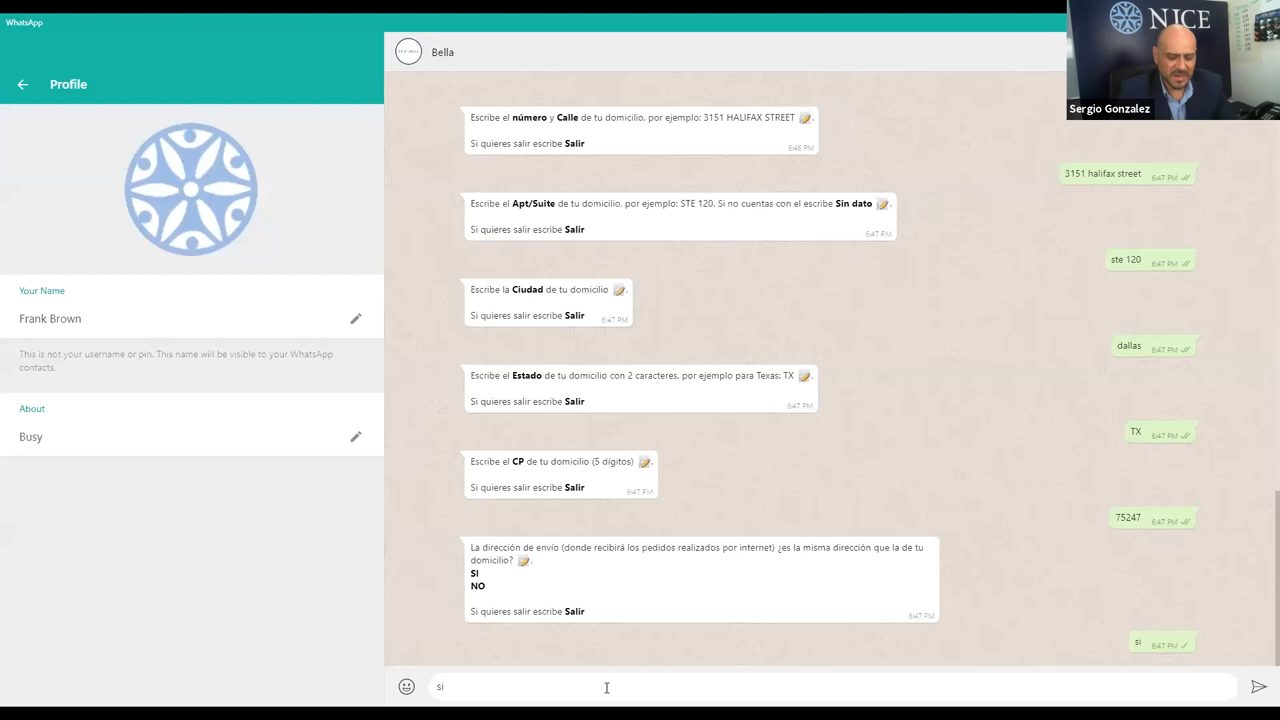 WhatsApp
Profile
Your Name
Frank Brown
This is not your username or pin. This name will be visible to your WhatsApp
contacts.
About
Busy
Bella
Escribe el número y Calle de tu domicilio, por ejemplo: 3151 HALIFAX STREET .
Si quieres salir escribe Salir
6:46 PM
3151 halifax street 6:47 PM
Escribe el Apt/Suite de tu domicilio, por ejemplo: STE 120. Si no cuentas con el escribe Sin dato .
Si quieres salir escribe Salir
6:47 PM
ste 120 6:47 PM
Escribe la Ciudad de tu domicilio .
Si quieres salir escribe Salir
6:47 PM
dallas 6:47 PM
Escribe el Estado de tu domicilio con 2 caracteres, por ejemplo para Texas: TX .
Si quieres salir escribe Salir
6:47 PM
TX 6:47 PM
Escribe el CP de tu domicilio (5 dígitos) .
Si quieres salir escribe Salir
6:47 PM
75247 6:47 PM
La dirección de envío (donde recibirá los pedidos realizados por internet) ¿es la misma dirección que la de tu
domicilio? .
SI
NO
Si quieres salir escribe Salir
6:47 PM
si 6:47 PM
si
NICE
Sergio Gonzalez